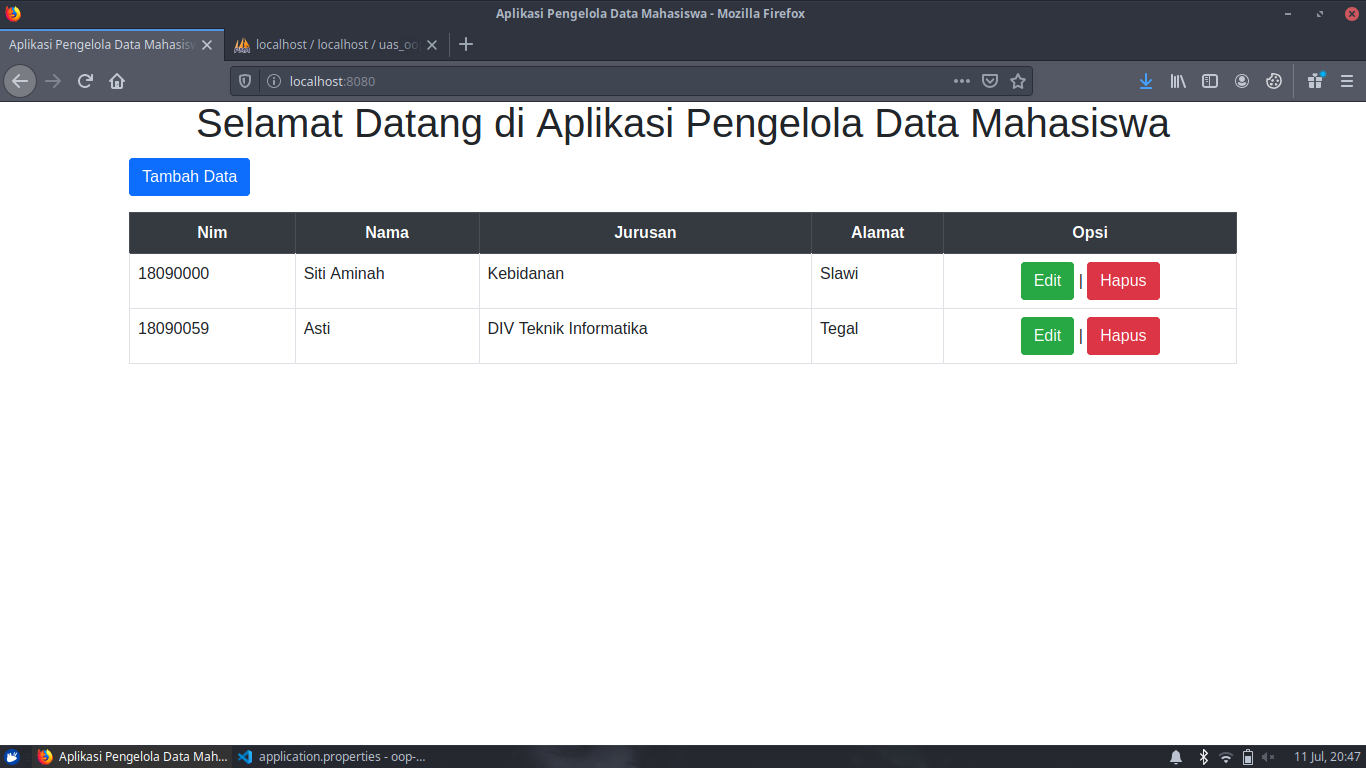 Aplikasi Pengelola Data Mahasiswa - Mozilla Firefox
Aplikasi Pengelola Data Mahasisw
localhost / localhost / uas_oo
localhost:8080
Selamat Datang di Aplikasi Pengelola Data Mahasiswa
Tambah Data
Nim Nama Jurusan Alamat Opsi
18090000 Siti Aminah Kebidanan Slawi Edit | Hapus
18090059 Asti DIV Teknik Informatika Tegal Edit | Hapus
Aplikasi Pengelola Data Mah... application.properties - oop-... 11 Jul, 20:47